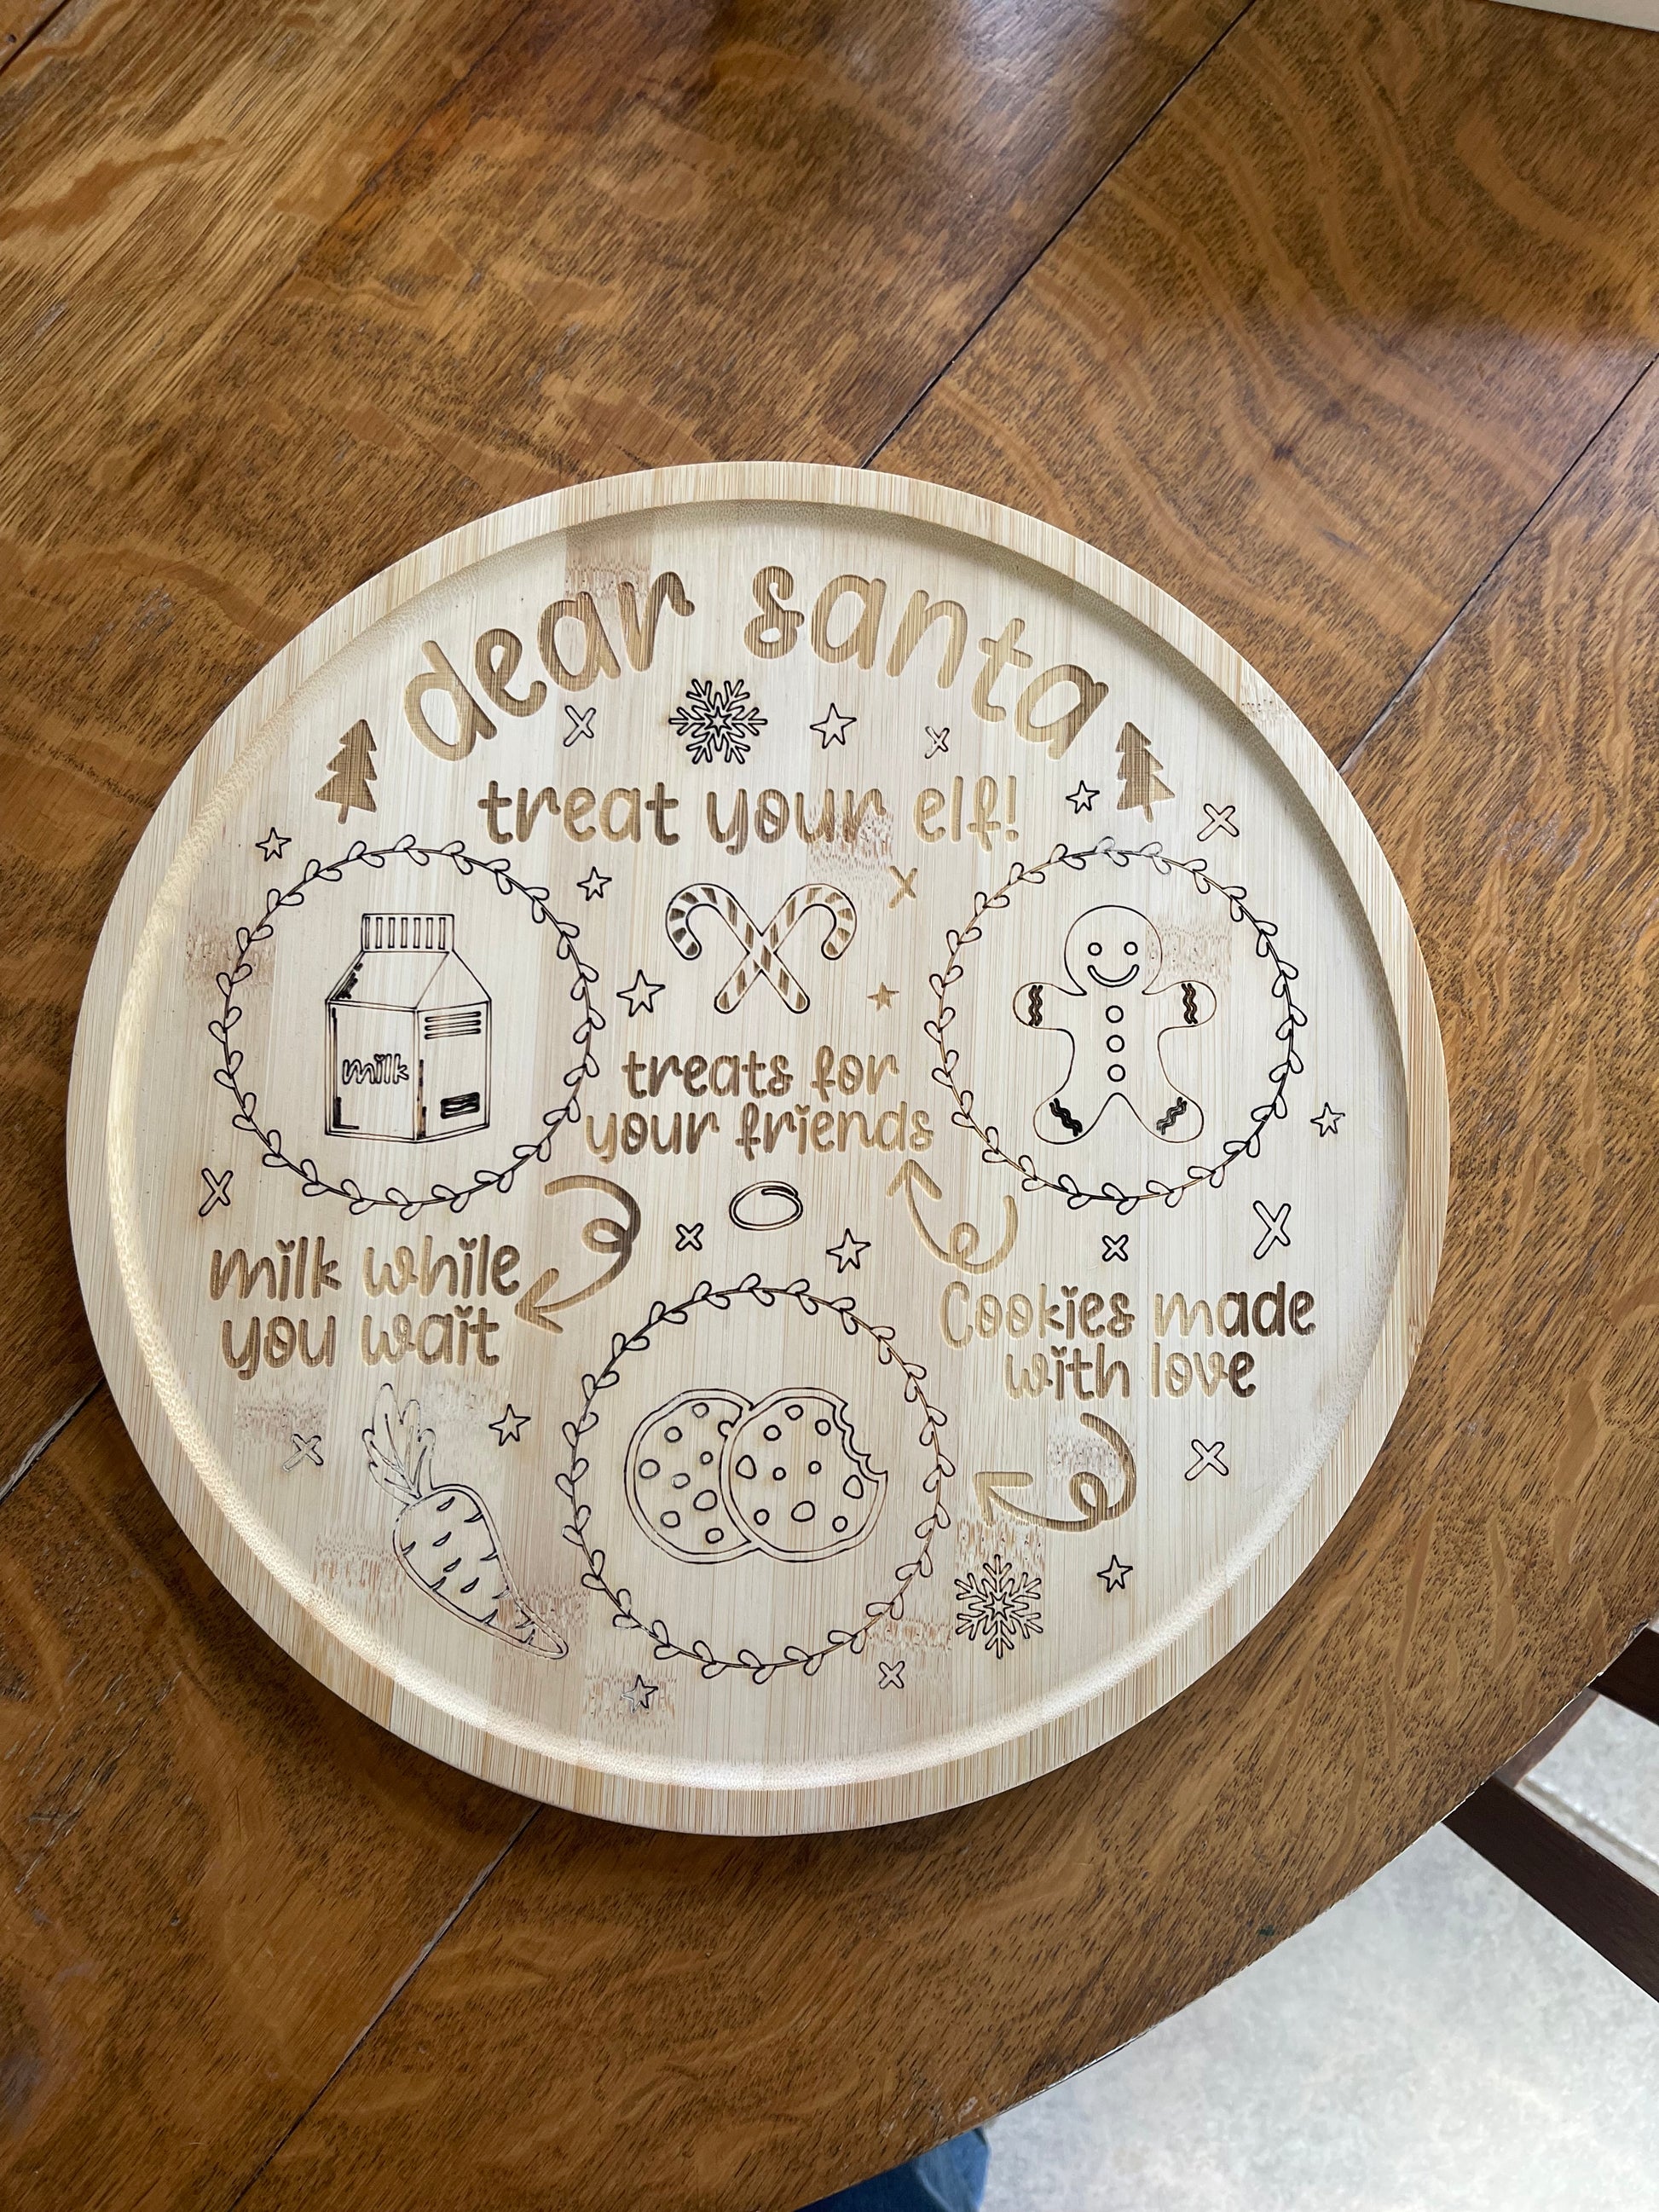 dear santa
treat your elf!
milk
treats for
your friends
Milk while
you wait
Cookies made
with love